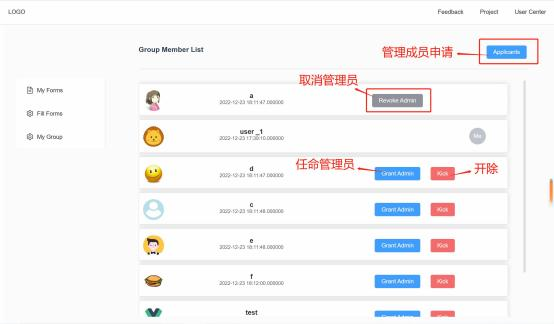 LOGO
Feedback
Project
User Center
Group Member List
管理成员申请
Applicants
取消管理员
My Forms
a
2022-12-23 18:11:47.000000
Revoke Admin
Fill Forms
user_1
2022-12-23 17:39:10.000000
Me
My Group
d
2022-12-23 18:11:47.000000
任命管理员
Grant Admin
Kick
开除
c
2022-12-23 18:11:48.000000
Grant Admin
Kick
e
2022-12-23 18:11:48.000000
Grant Admin
Kick
f
2022-12-23 18:12:00.000000
Grant Admin
Kick
test